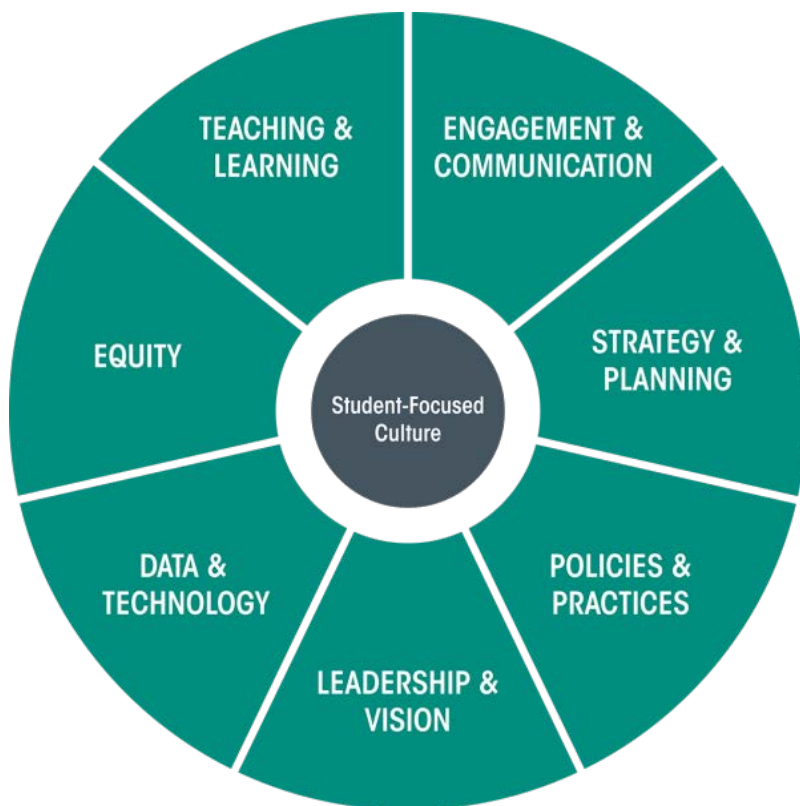 TEACHING &
LEARNING
ENGAGEMENT &
COMMUNICATION
STRATEGY &
PLANNING
EQUITY
Student-Focused
Culture
DATA &
TECHNOLOGY
POLICIES &
PRACTICES
LEADERSHIP &
VISION